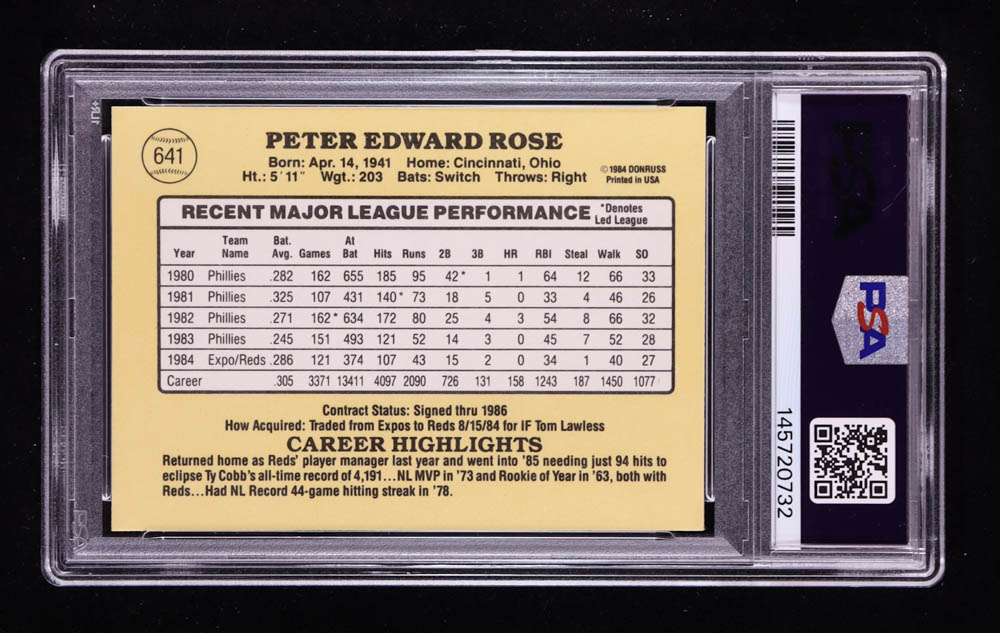 641
PETER EDWARD ROSE
Born: Apr. 14, 1941 Home: Cincinnati, Ohio
Ht.: 5'11" Wgt.: 203 Bats: Switch Throws: Right
©1984 DONRUSS
Printed in USA
RECENT MAJOR LEAGUE PERFORMANCE *Denotes Led League
Year Team Name Bat. Avg. Games At Bat Hits Runs 2B 3B HR RBI Steal Walk SO
1980 Phillies .282 162 655 185 95 42* 1 1 64 12 66 33
1981 Phillies .325 107 431 140* 73 18 5 0 33 4 46 26
1982 Phillies .271 162* 634 172 80 25 4 3 54 8 66 32
1983 Phillies .245 151 493 121 52 14 3 0 45 7 52 28
1984 Expo/Reds .286 121 374 107 43 15 2 0 34 1 40 27
Career .305 3371 13411 4097 2090 726 131 158 1243 187 1450 1077
Contract Status: Signed thru 1986
How Acquired: Traded from Expos to Reds 8/15/84 for IF Tom Lawless
CAREER HIGHLIGHTS
Returned home as Reds' player manager last year and went into '85 needing just 94 hits to
eclipse Ty Cobb's all-time record of 4,191...NL MVP in '73 and Rookie of Year in '63, both with
Reds...Had NL Record 44-game hitting streak in '78.
PSA
PSA
145720732
PSA